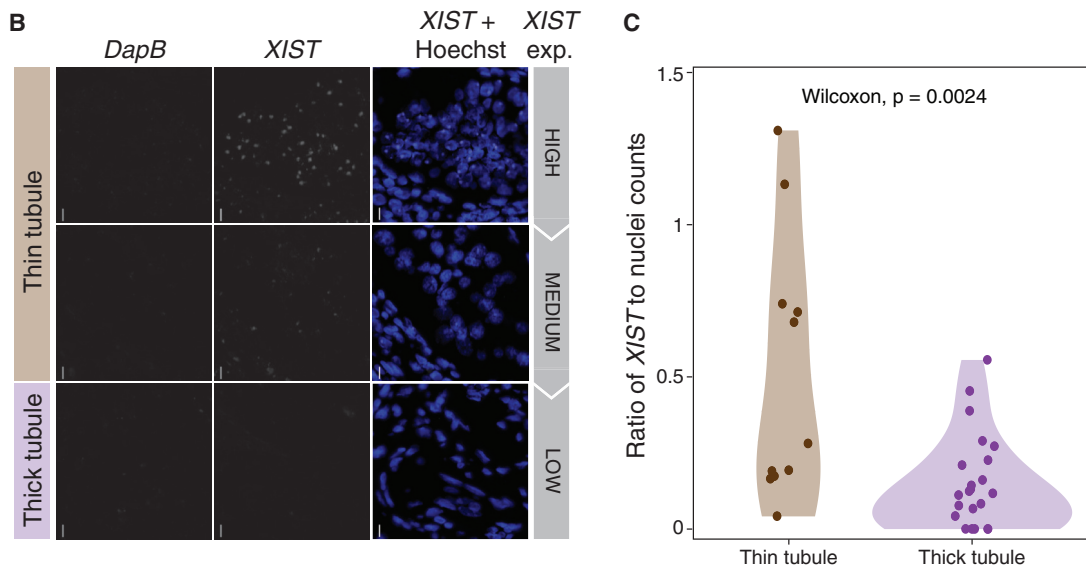 B
DapB
XIST
XIST +
Hoechst
XIST
exp.
Thin tubule
HIGH
MEDIUM
Thick tubule
LOW
C
Wilcoxon, p = 0.0024
Ratio of XIST to nuclei counts
1.5
1
0.5
0
Thin tubule
Thick tubule